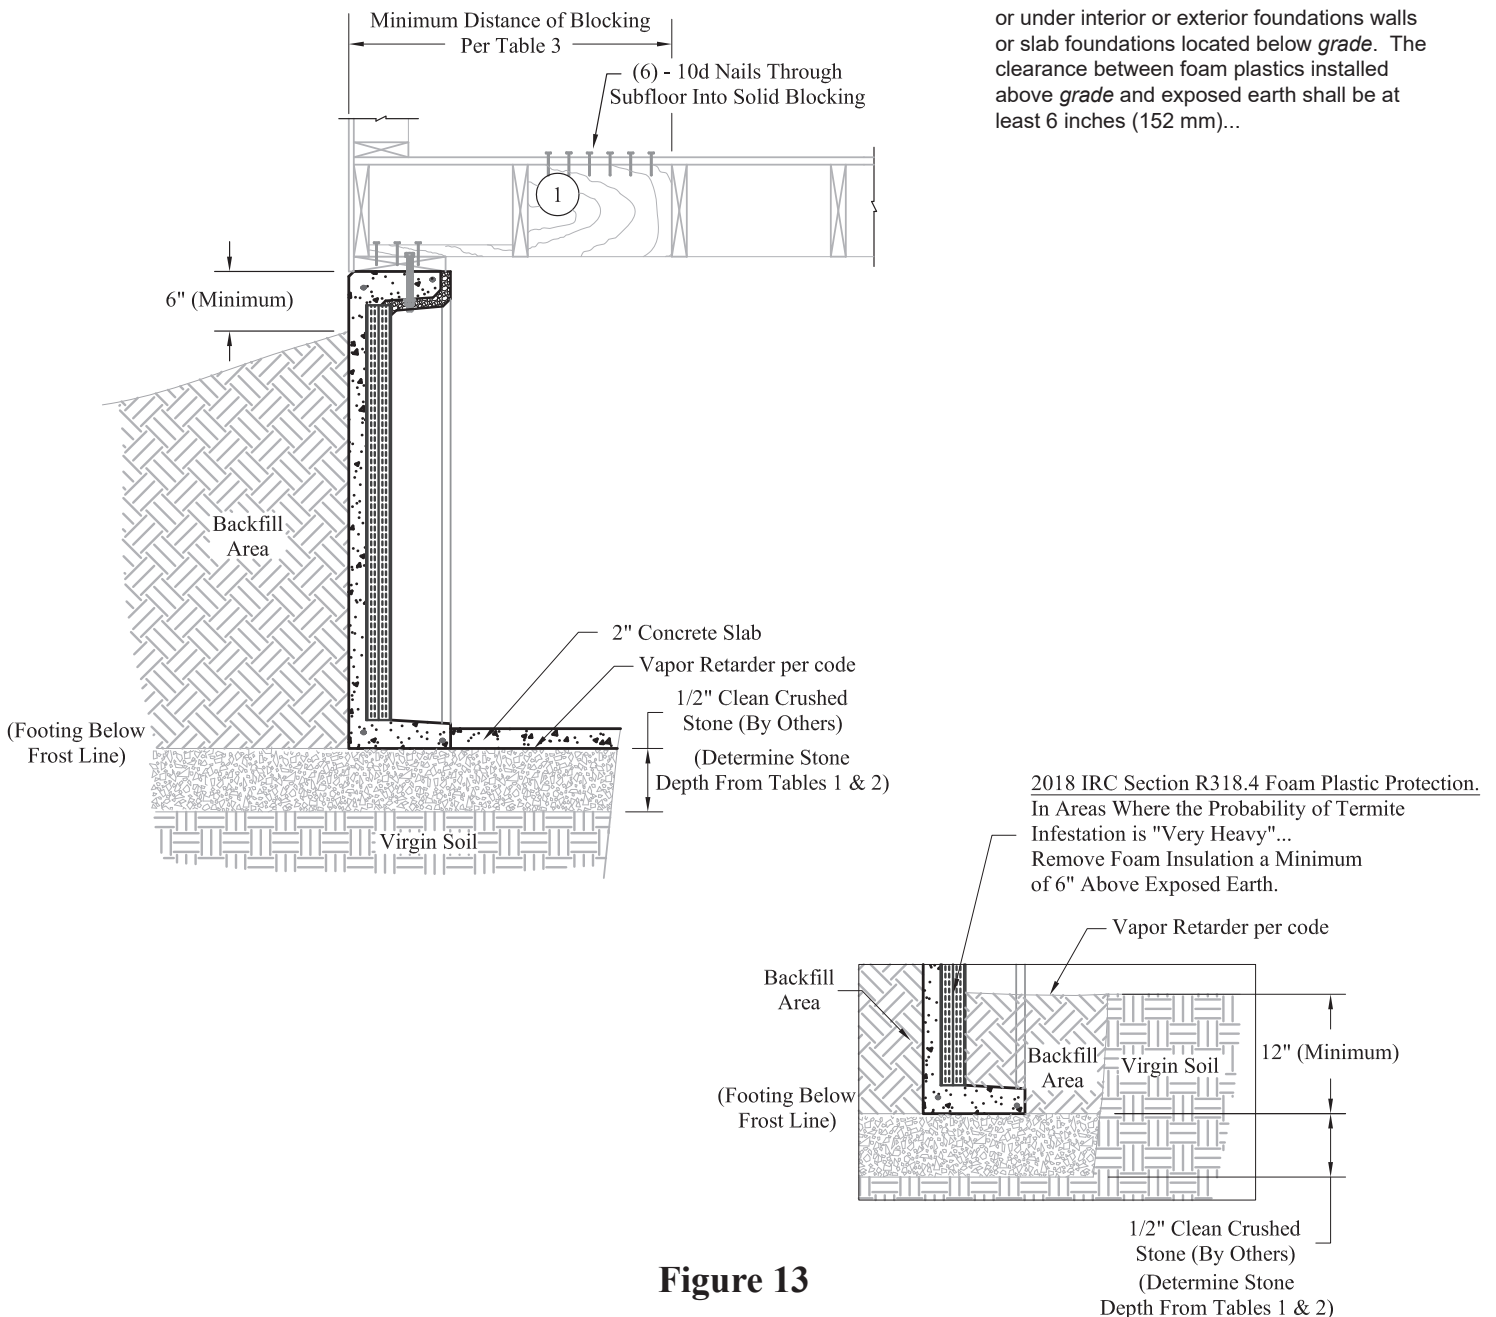 Minimum Distance of Blocking
Per Table 3
or under interior or exterior foundations walls
or slab foundations located below grade. The
clearance between foam plastics installed
above grade and exposed earth shall be at
least 6 inches (152 mm)...
(6) - 10d Nails Through
Subfloor Into Solid Blocking
1
6" (Minimum)
Backfill
Area
2" Concrete Slab
Vapor Retarder per code
1/2" Clean Crushed
Stone (By Others)
(Determine Stone
Depth From Tables 1 & 2)
(Footing Below
Frost Line)
Virgin Soil
2018 IRC Section R318.4 Foam Plastic Protection.
In Areas Where the Probability of Termite
Infestation is "Very Heavy"...
Remove Foam Insulation a Minimum
of 6" Above Exposed Earth.
Vapor Retarder per code
Backfill
Area
Backfill
Area
Virgin Soil
12" (Minimum)
(Footing Below
Frost Line)
1/2" Clean Crushed
Stone (By Others)
(Determine Stone
Depth From Tables 1 & 2)
Figure 13